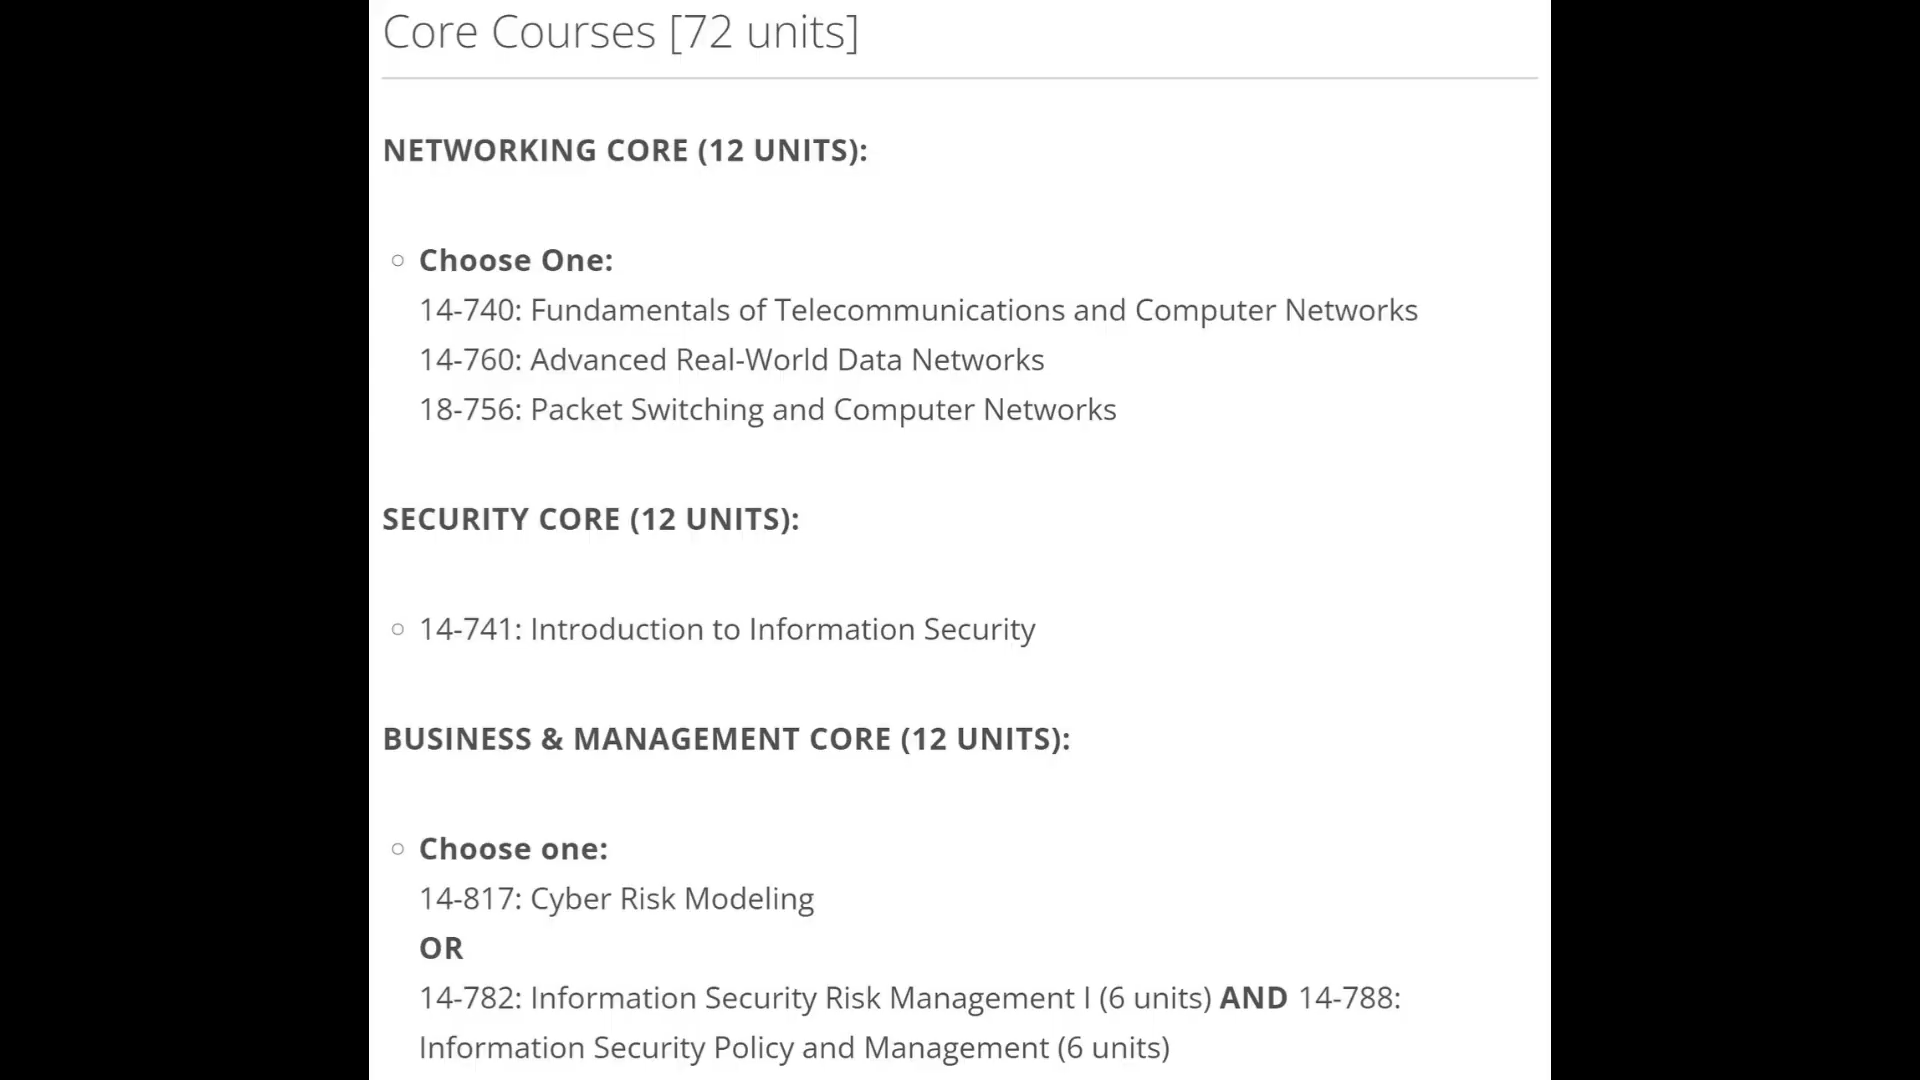 Core Courses [72 units]
NETWORKING CORE (12 UNITS):
Choose One:
14-740: Fundamentals of Telecommunications and Computer Networks
14-760: Advanced Real-World Data Networks
18-756: Packet Switching and Computer Networks
SECURITY CORE (12 UNITS):
14-741: Introduction to Information Security
BUSINESS & MANAGEMENT CORE (12 UNITS):
Choose one:
14-817: Cyber Risk Modeling
OR
14-782: Information Security Risk Management I (6 units) AND 14-788:
Information Security Policy and Management (6 units)